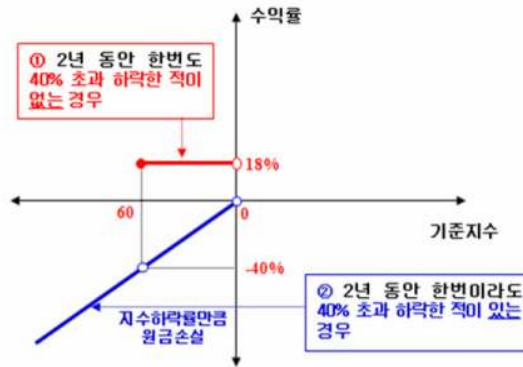 수익률
① 2년 동안 한번도
40% 초과 하락한 적이
없는 경우
18%
60
0
기준지수
-40%
② 2년 동안 한번이라도
40% 초과 하락한 적이 있는
경우
지수하락률만큼
원금손실